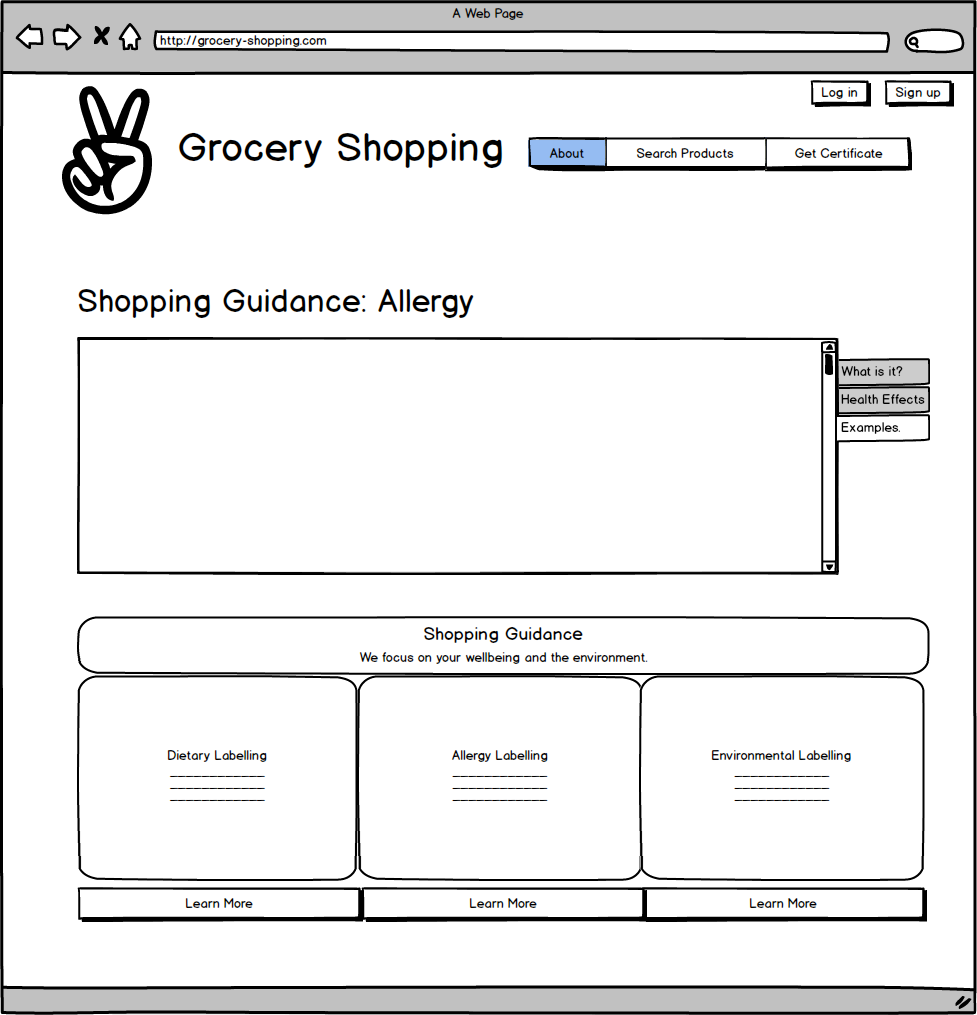 A Web Page
http://grocery-shopping.com
Log in
Sign up
Grocery Shopping
About
Search Products
Get Certificate
Shopping Guidance: Allergy
What is it?
Health Effects
Examples.
Shopping Guidance
We focus on your wellbeing and the environment.
Dietary Labelling
Allergy Labelling
Environmental Labelling
Learn More
Learn More
Learn More